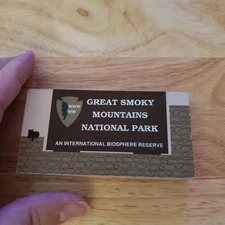 GREAT SMOKY
MOUNTAINS
NATIONAL PARK
AN INTERNATIONAL BIOSPHERE RESERVE